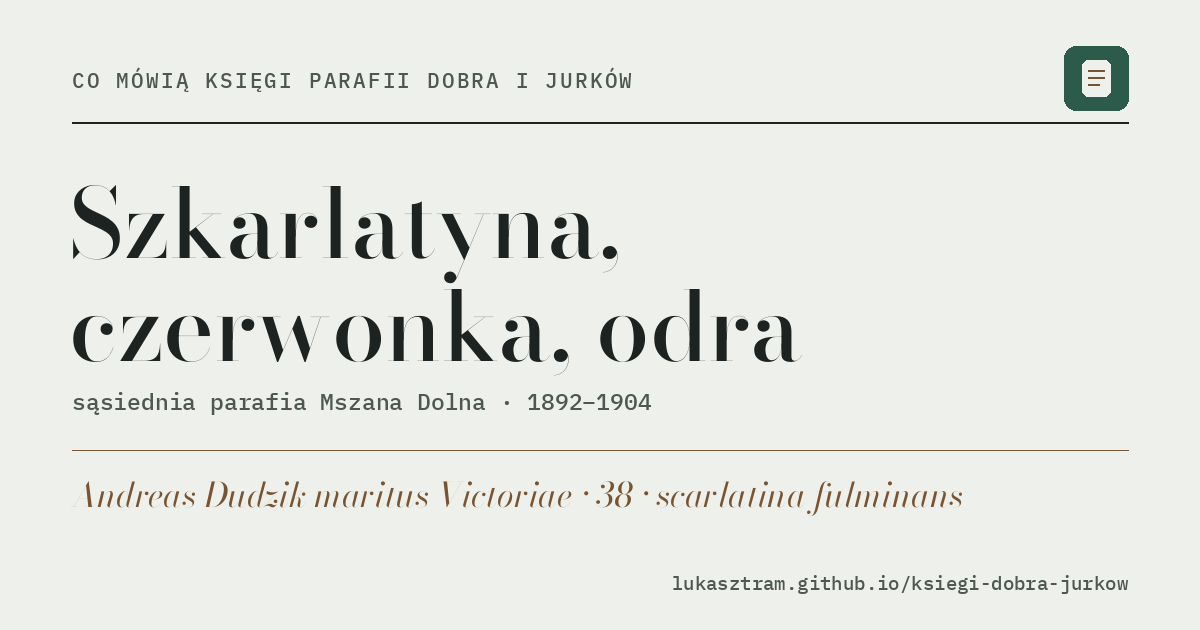 CO MÓWIĄ KSIĘGI PARAFII DOBRA I JURKÓW
Szkarlatyna,
czerwonka, odra
sąsiednia parafia Mszana Dolna · 1892–1904
Andreas Dudzik maritus Victoriae · 38 · scarlatina fulminans
lukasztram.github.io/ksiegi-dobra-jurkow